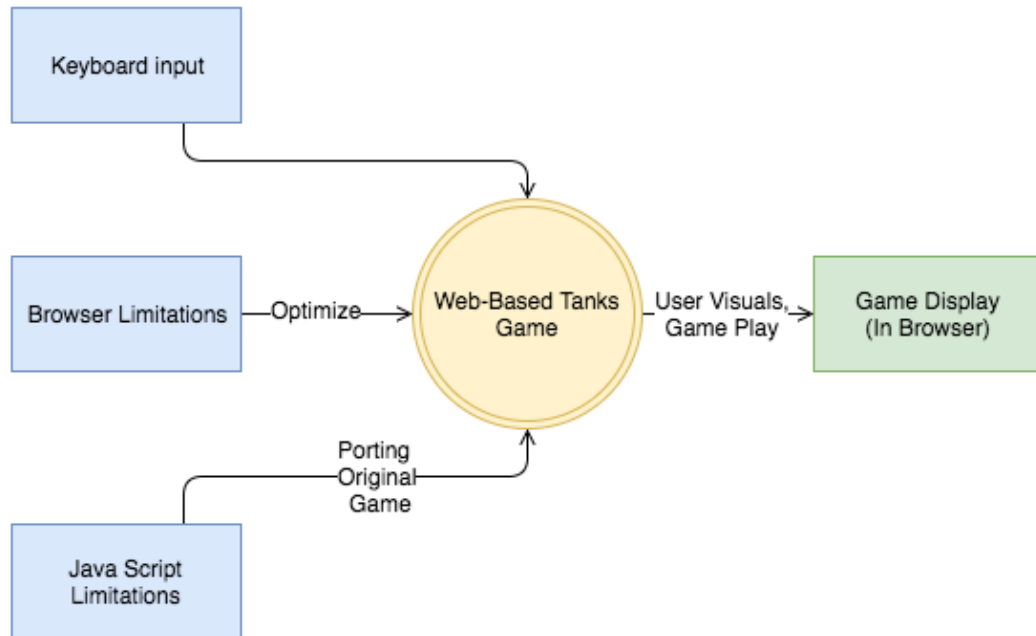 Keyboard input
Browser Limitations
Optimize
Web-Based Tanks
Game
User Visuals,
Game Play
Game Display
(In Browser)
Porting
Original
Game
Java Script
Limitations